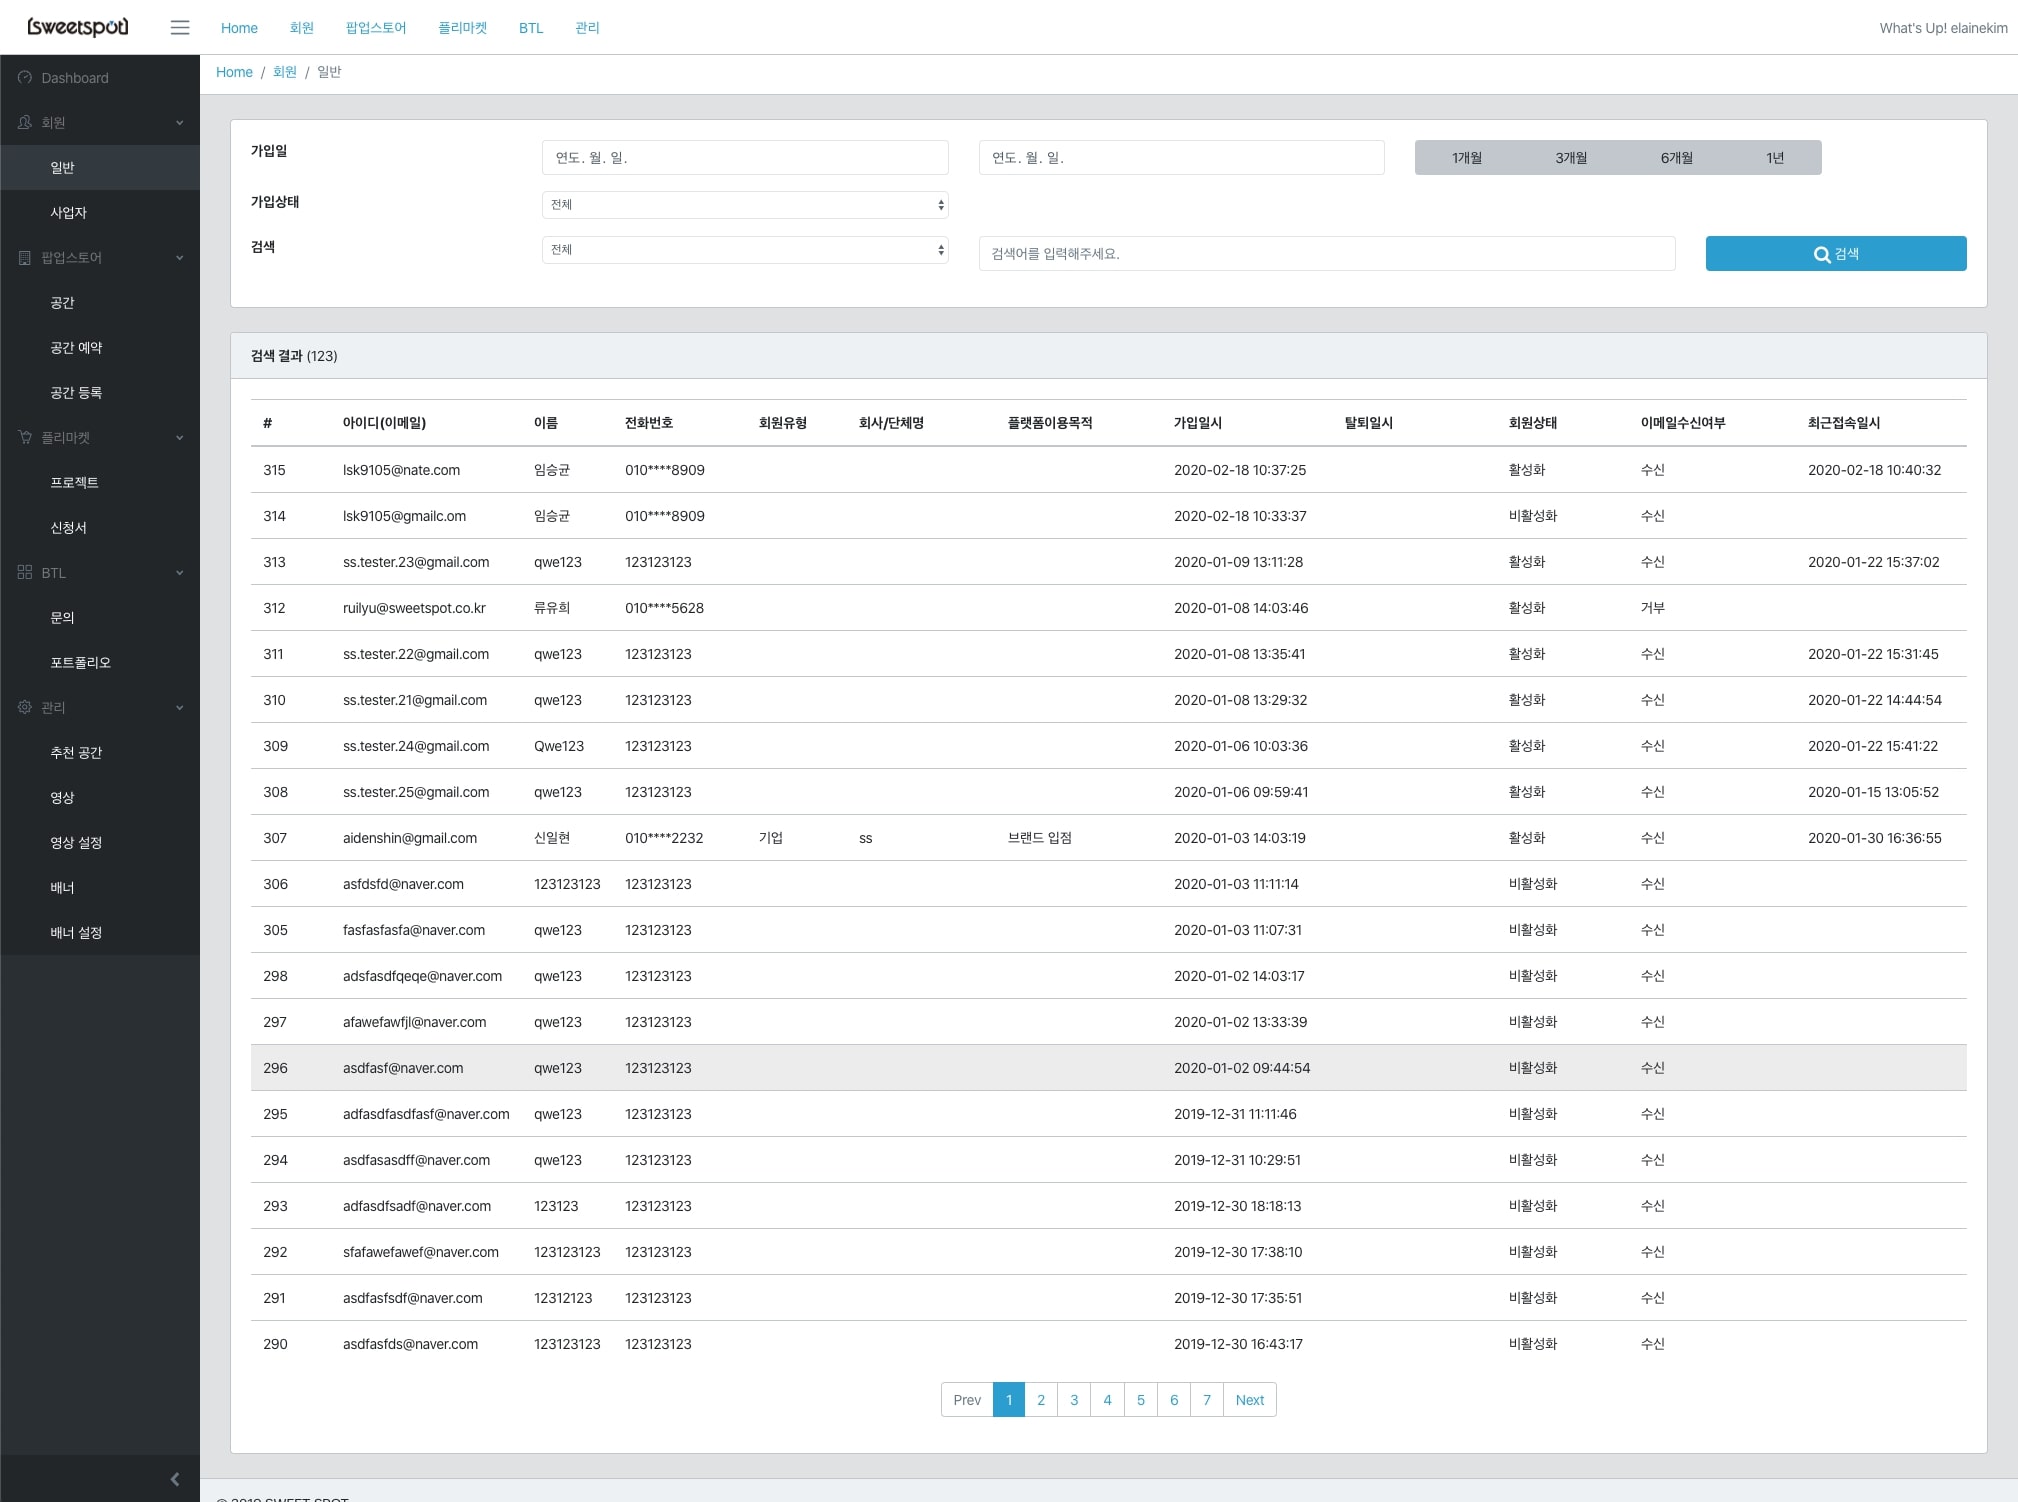 sweetspot Home 회원 팝업스토어 플리마켓 BTL 관리 What's Up! elainekim
Dashboard
회원
일반
사업자
팝업스토어
공간
공간 예약
공간 등록
플리마켓
프로젝트
신청서
BTL
문의
포트폴리오
관리
추천 공간
영상
영상 설정
배너
배너 설정
Home / 회원 / 일반
가입일 연도. 월. 일. 연도. 월. 일. 1개월 3개월 6개월 1년
가입상태 전체
검색 전체 검색어를 입력해주세요. 검색
검색 결과 (123)
# 아이디(이메일) 이름 전화번호 회원유형 회사/단체명 플랫폼이용목적 가입일시 탈퇴일시 회원상태 이메일수신여부 최근접속일시
315 lsk9105@nate.com 임승균 010****8909 2020-02-18 10:37:25 활성화 수신 2020-02-18 10:40:32
314 lsk9105@gmailc.om 임승균 010****8909 2020-02-18 10:33:37 비활성화 수신
313 ss.tester.23@gmail.com qwe123 123123123 2020-01-09 13:11:28 활성화 수신 2020-01-22 15:37:02
312 ruilyu@sweetspot.co.kr 류유희 010****5628 2020-01-08 14:03:46 활성화 거부
311 ss.tester.22@gmail.com qwe123 123123123 2020-01-08 13:35:41 활성화 수신 2020-01-22 15:31:45
310 ss.tester.21@gmail.com qwe123 123123123 2020-01-08 13:29:32 활성화 수신 2020-01-22 14:44:54
309 ss.tester.24@gmail.com Qwe123 123123123 2020-01-06 10:03:36 활성화 수신 2020-01-22 15:41:22
308 ss.tester.25@gmail.com qwe123 123123123 2020-01-06 09:59:41 활성화 수신 2020-01-15 13:05:52
307 aidenshin@gmail.com 신일현 010****2232 기업 ss 브랜드 입점 2020-01-03 14:03:19 활성화 수신 2020-01-30 16:36:55
306 asfdsfd@naver.com 123123123 123123123 2020-01-03 11:11:14 비활성화 수신
305 fasfasfasfa@naver.com qwe123 123123123 2020-01-03 11:07:31 비활성화 수신
298 adsfasdfqeqe@naver.com qwe123 123123123 2020-01-02 14:03:17 비활성화 수신
297 afawefawfjl@naver.com qwe123 123123123 2020-01-02 13:33:39 비활성화 수신
296 asdfasf@naver.com qwe123 123123123 2020-01-02 09:44:54 비활성화 수신
295 adfasdfasdfasf@naver.com qwe123 123123123 2019-12-31 11:11:46 비활성화 수신
294 asdfasasdff@naver.com qwe123 123123123 2019-12-31 10:29:51 비활성화 수신
293 adfasdfsadf@naver.com 123123 123123123 2019-12-30 18:18:13 비활성화 수신
292 sfafawefawef@naver.com 123123123 123123123 2019-12-30 17:38:10 비활성화 수신
291 asdfasfsdf@naver.com 12312123 123123123 2019-12-30 17:35:51 비활성화 수신
290 asdfasfds@naver.com 123123123 123123123 2019-12-30 16:43:17 비활성화 수신
Prev 1 2 3 4 5 6 7 Next
© 2019 SWEET SPOT